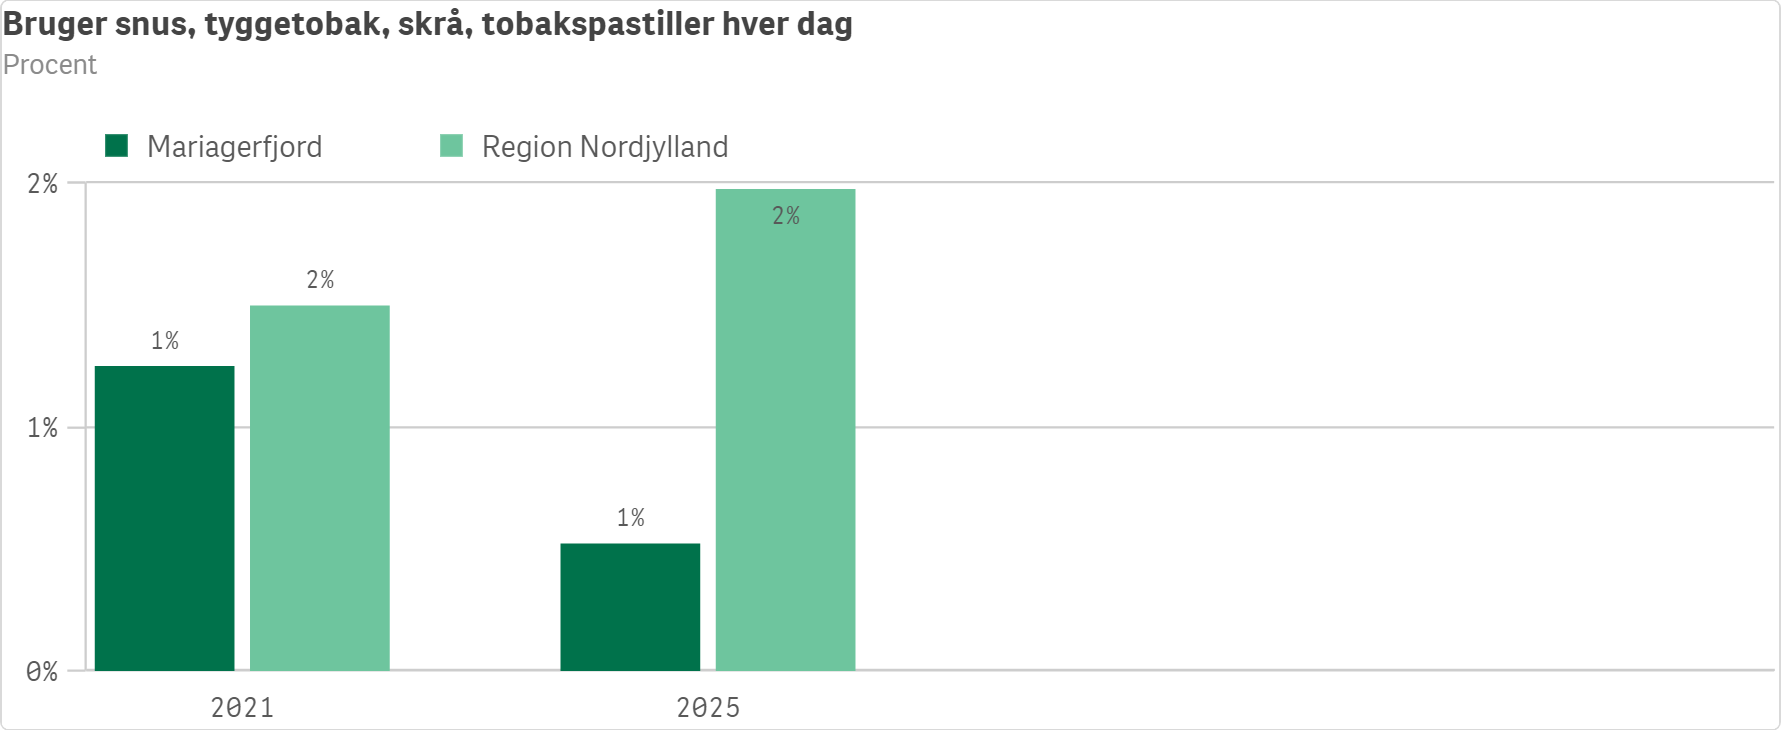 Bruger snus, tyggetobak, skrå, tobakspastiller hver dag
Procent
Mariagerfjord Region Nordjylland
2%
2%
2%
1%
1%
1%
0%
2021 2025